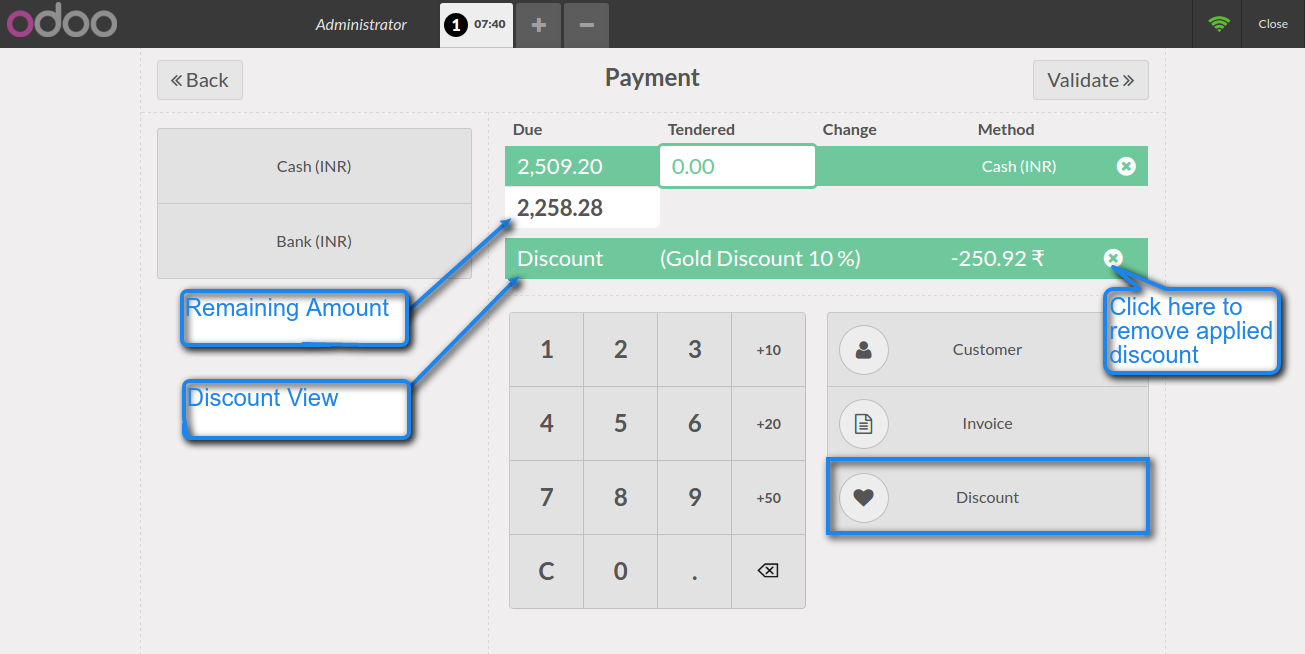 odoo
Administrator
1 07:40 + −
Close
Back
Payment
Validate
Due Tendered Change Method
Cash (INR)
Bank (INR)
2,509.20 0.00 Cash (INR)
2,258.28
Discount (Gold Discount 10 %) -250.92 ₹
Remaining Amount
Discount View
Click here to
remove applied
discount
1 2 3 +10
4 5 6 +20
7 8 9 +50
C 0 .
Customer
Invoice
Discount